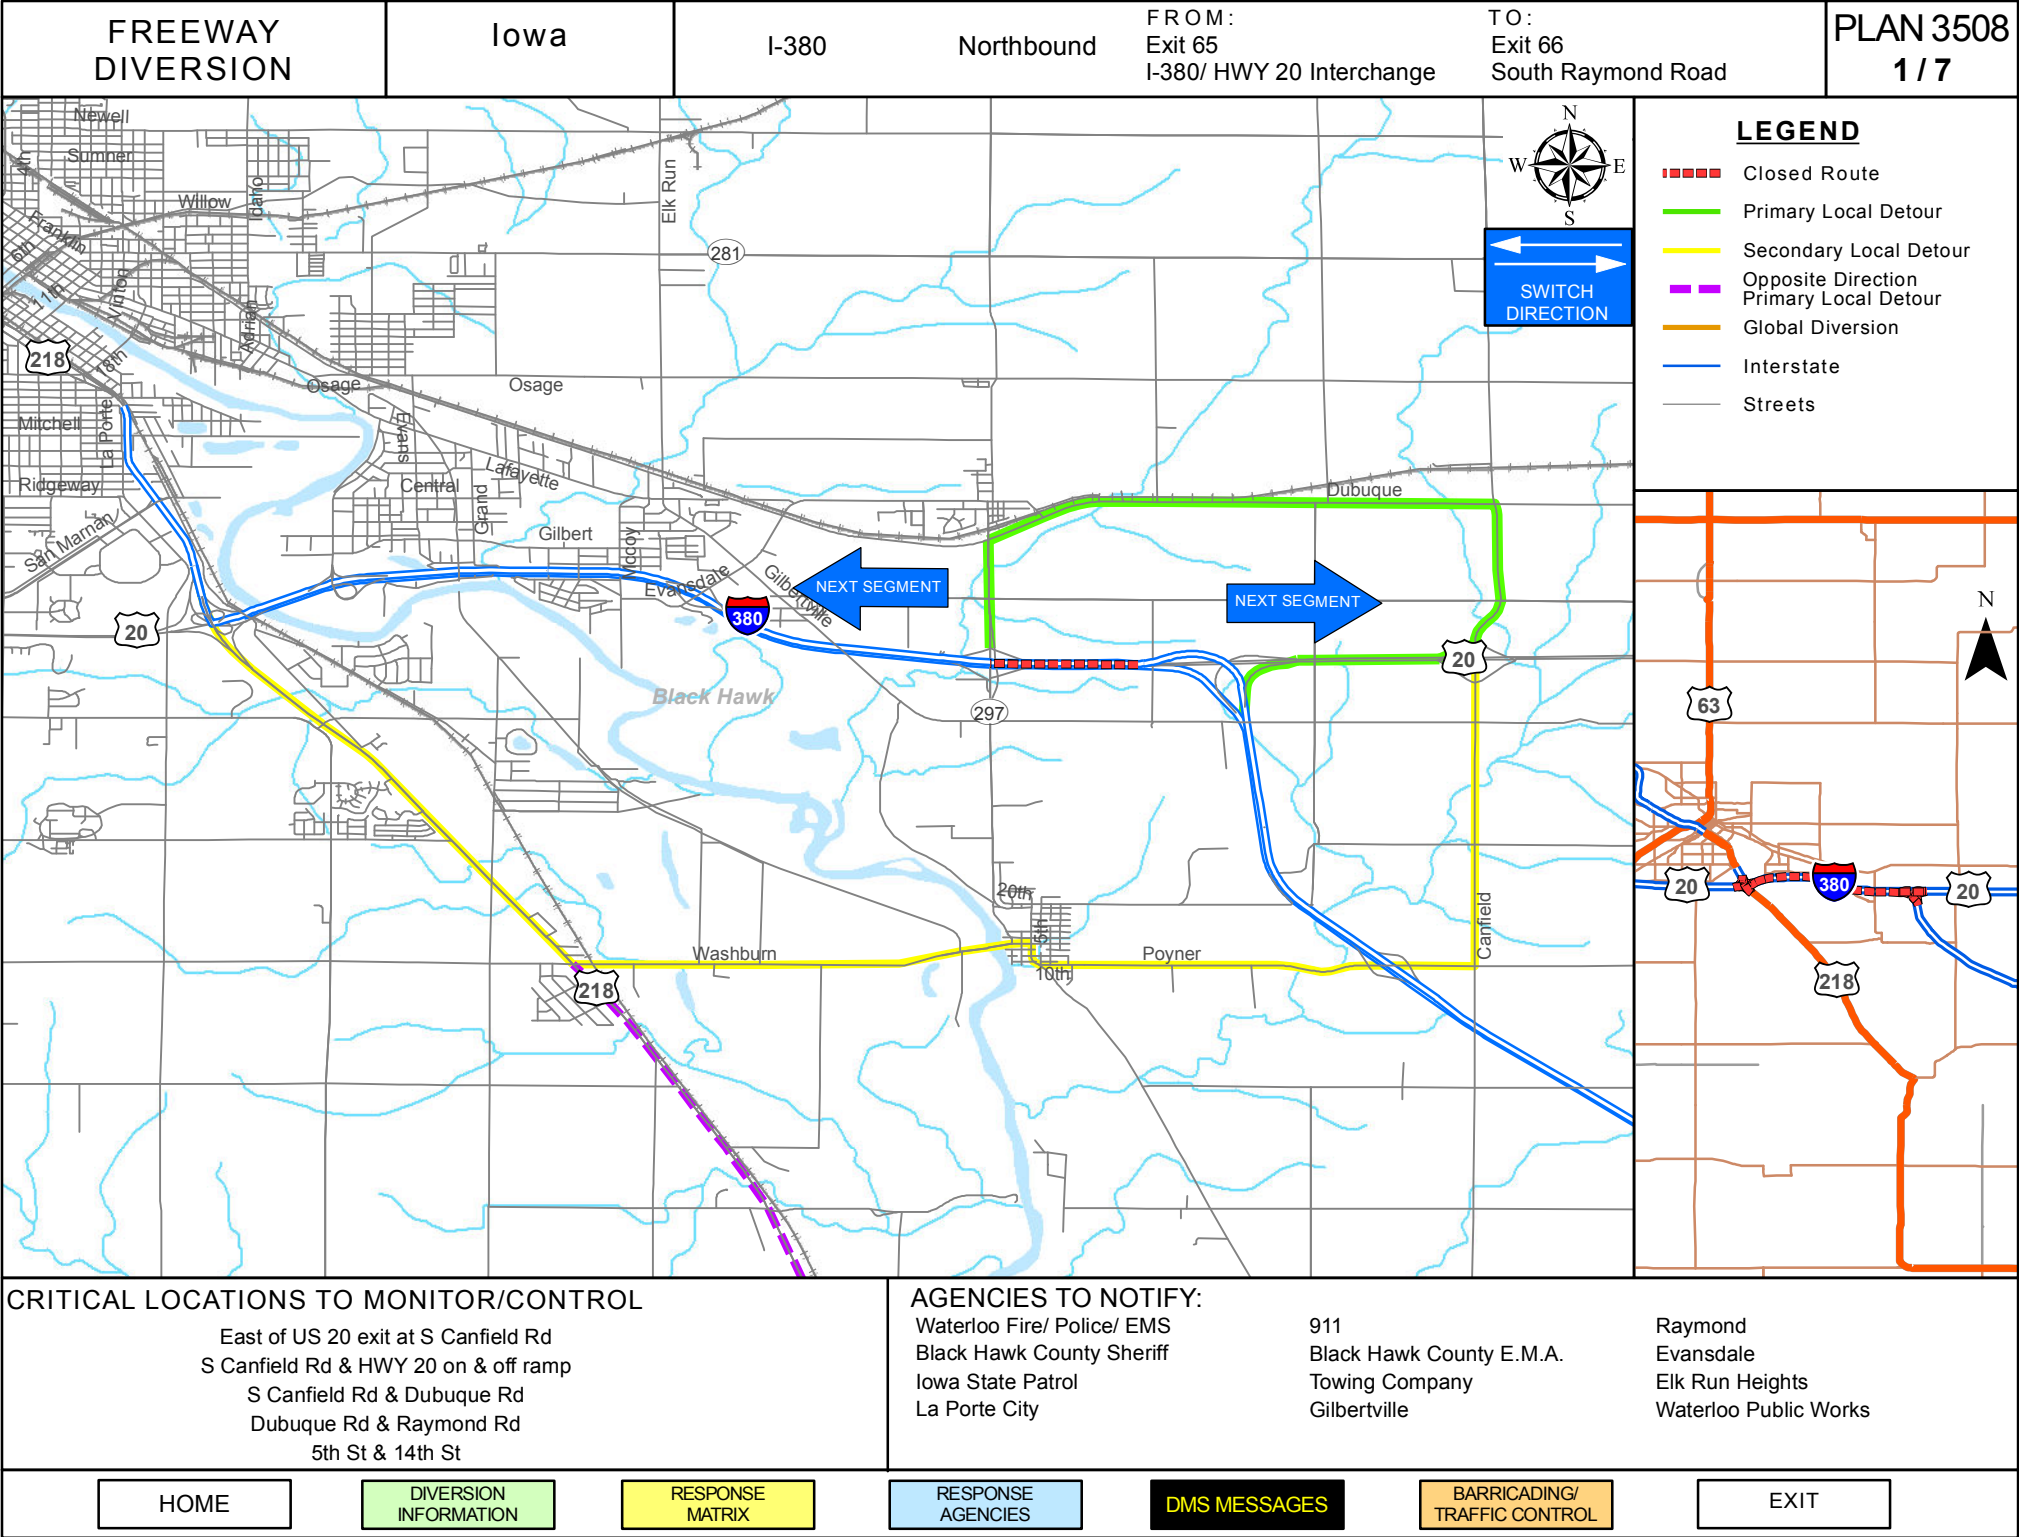 FREEWAY
DIVERSION
Iowa
I-380
Northbound
FROM:
Exit 65
I-380/ HWY 20 Interchange
TO:
Exit 66
South Raymond Road
PLAN 3508
1 / 7
Newell
Sumner
4th
Willow
Idaho
Elk Run
Franklin
6th
281
11th
Vinton
Adrian
218
18th
Osage
Osage
Mitchell
La Porte
Evans
Ridgeway
Central
Lafayette
Grand
Gilbert
Mccoy
San Marnan
Evansdale
Gilbertville
Dubuque
NEXT SEGMENT
NEXT SEGMENT
20
380
20
Black Hawk
297
20th
5th
Canfield
Washburn
Poyner
10th
218
N
W
E
S
SWITCH
DIRECTION
LEGEND
Closed Route
Primary Local Detour
Secondary Local Detour
Opposite Direction
Primary Local Detour
Global Diversion
Interstate
Streets
N
63
20
380
20
218
CRITICAL LOCATIONS TO MONITOR/CONTROL
East of US 20 exit at S Canfield Rd
S Canfield Rd & HWY 20 on & off ramp
S Canfield Rd & Dubuque Rd
Dubuque Rd & Raymond Rd
5th St & 14th St
AGENCIES TO NOTIFY:
Waterloo Fire/ Police/ EMS
Black Hawk County Sheriff
Iowa State Patrol
La Porte City
911
Black Hawk County E.M.A.
Towing Company
Gilbertville
Raymond
Evansdale
Elk Run Heights
Waterloo Public Works
HOME
DIVERSION
INFORMATION
RESPONSE
MATRIX
RESPONSE
AGENCIES
DMS MESSAGES
BARRICADING/
TRAFFIC CONTROL
EXIT